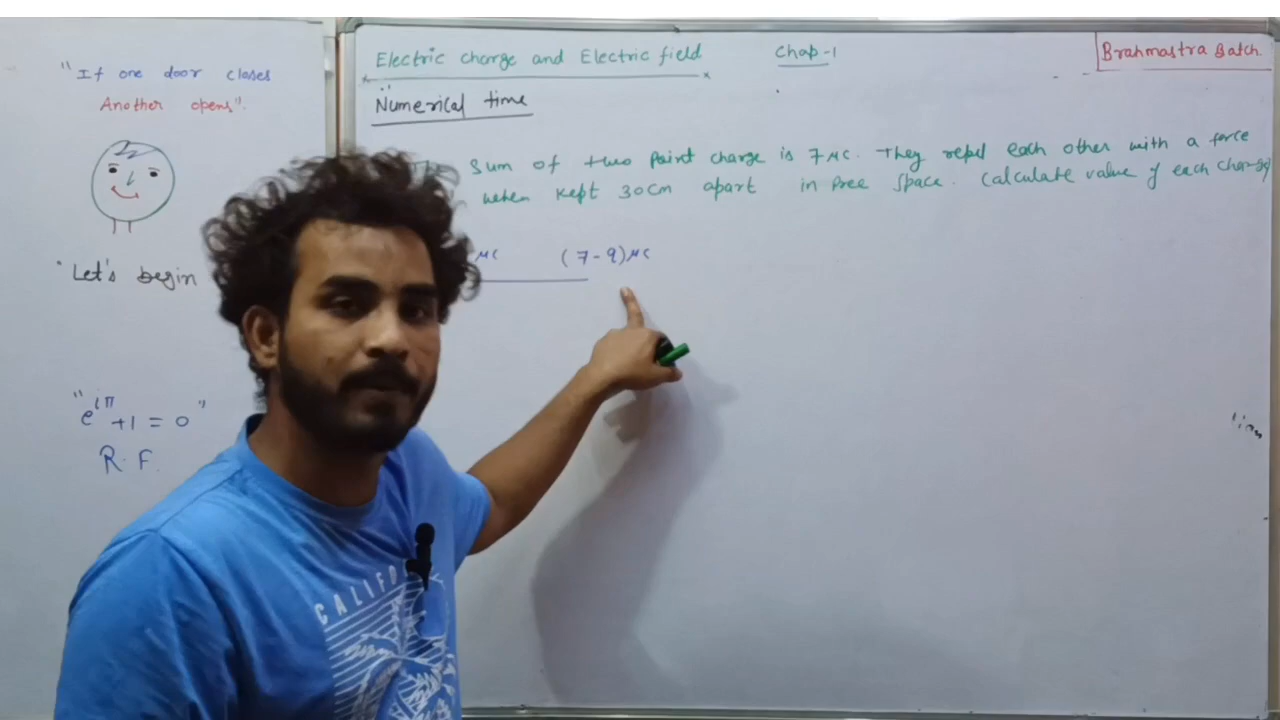 "If one door closes
Another opens".
Let's begin
"e^iπ +1 = 0"
R. F.
Electric charge and Electric field
Chap-1
Brahmastra Batch.
Numerical time
Sum of two point charge is 7μC. They repel each other with a force
when kept 30cm apart in free space. Calculate value of each charge
μC (7-q)μC
CALIFO